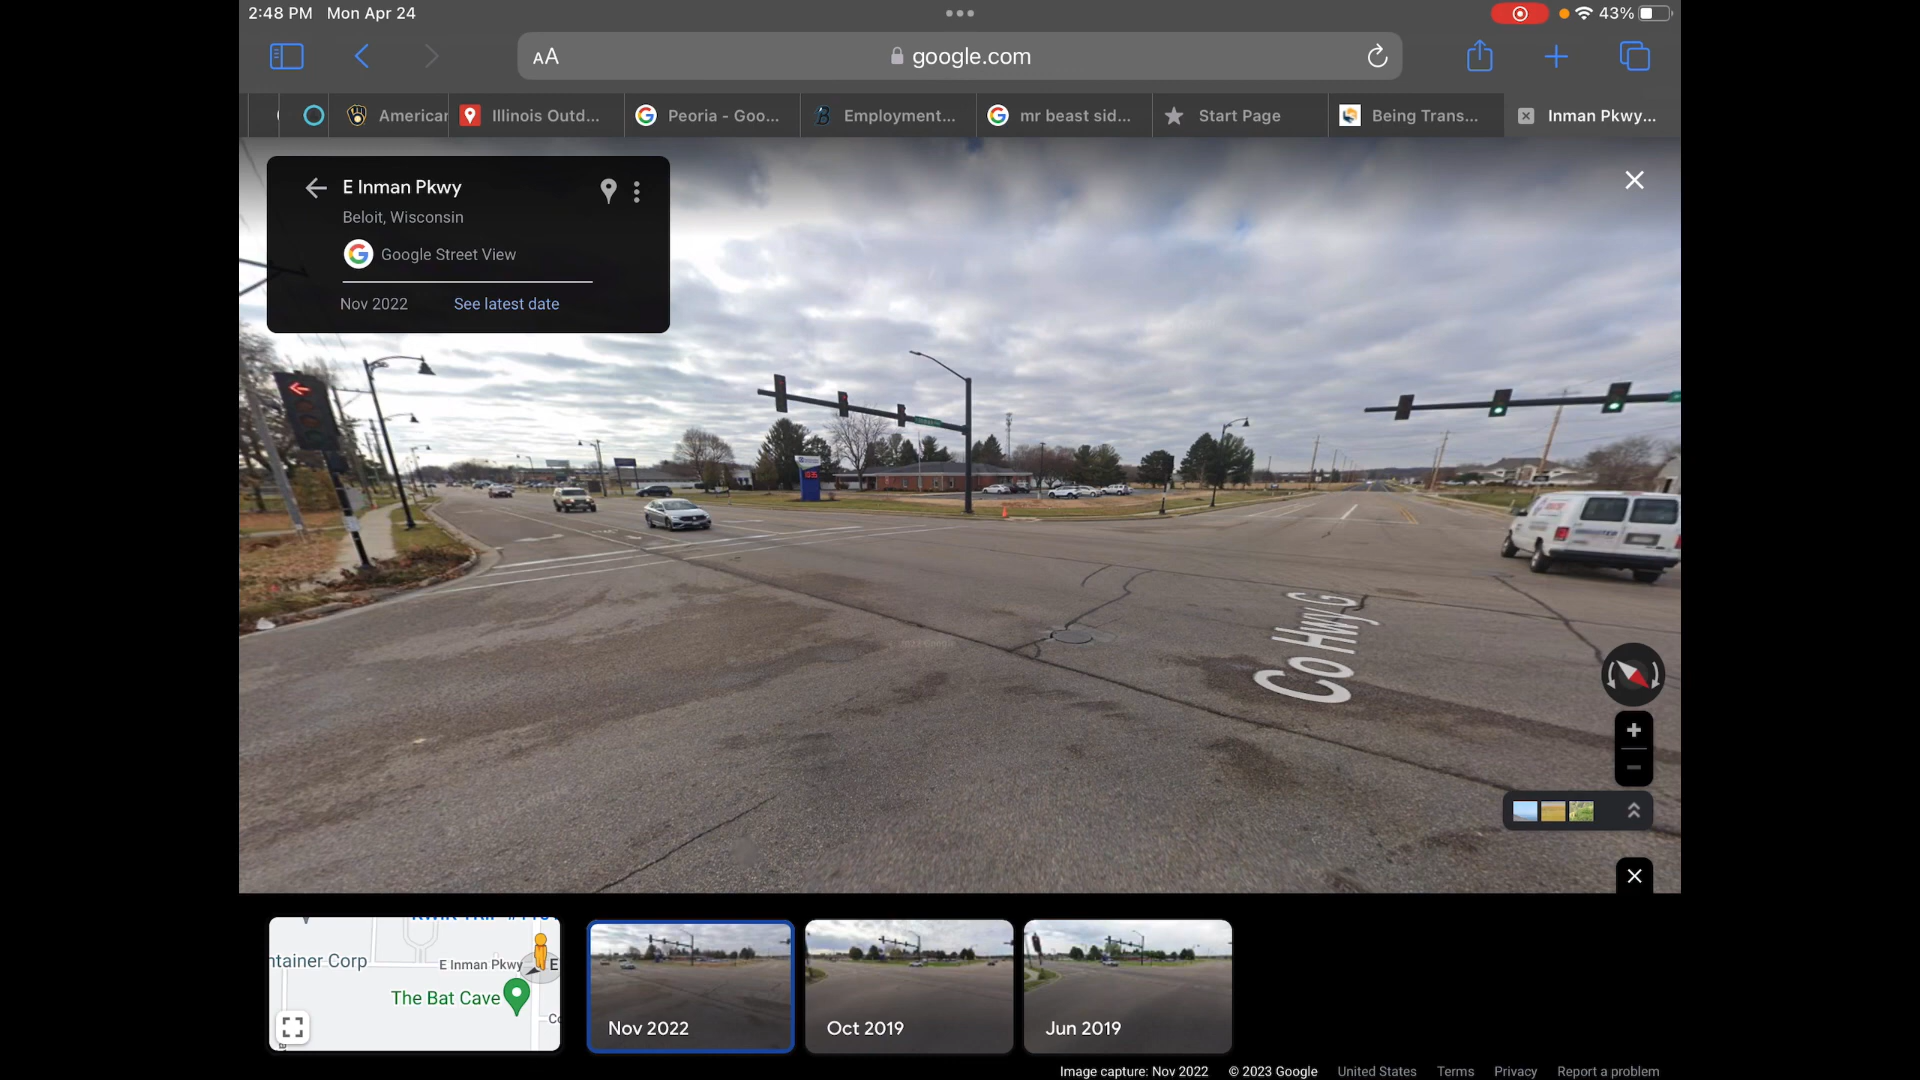 2:48 PM Mon Apr 24
43%
AA
google.com
American
Illinois Outd...
Peoria - Goo...
Employment...
mr beast sid...
Start Page
Being Trans...
Inman Pkwy...
E Inman Pkwy
Beloit, Wisconsin
Google Street View
Nov 2022 See latest date
Co Hwy G
ntainer Corp
E Inman Pkwy
E
The Bat Cave
Co
Nov 2022
Oct 2019
Jun 2019
Image capture: Nov 2022 © 2023 Google United States Terms Privacy Report a problem